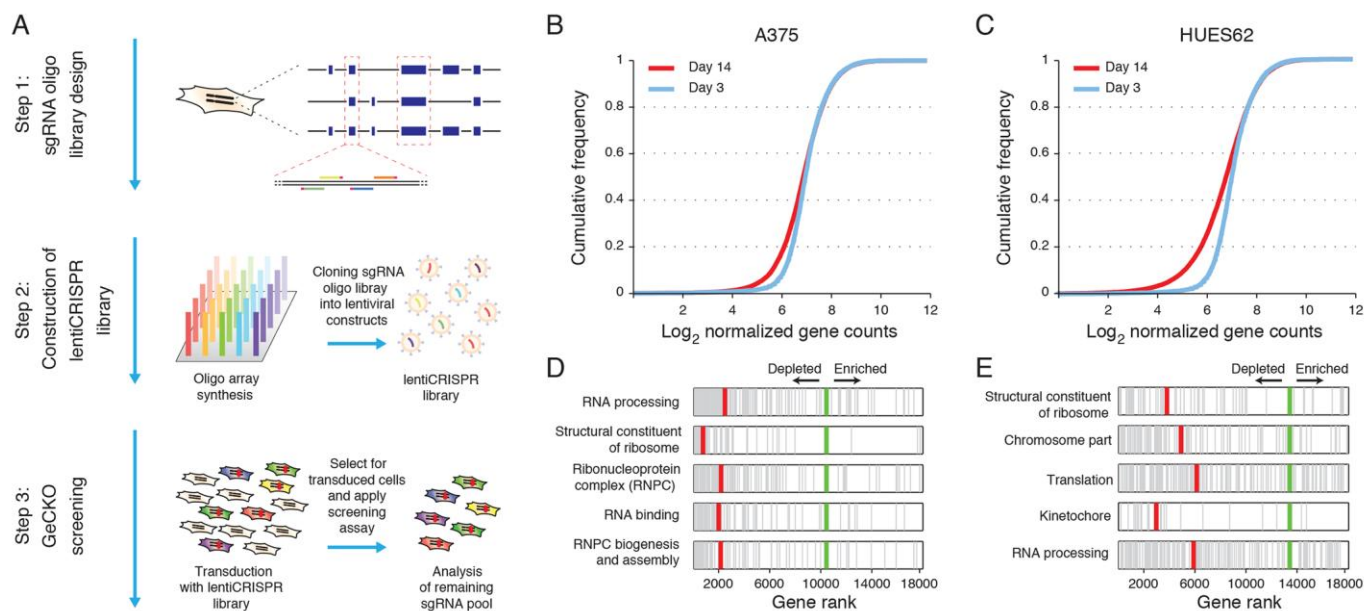 A
Step 1:
sgRNA oligo
library design
Step 2:
Construction of
lentiCRISPR
library
Oligo array
synthesis
Cloning sgRNA
oligo libray
into lentiviral
constructs
lentiCRISPR
library
Step 3:
GeCKO
screening
Transduction
with lentiCRISPR
library
Select for
transduced cells
and apply
screening
assay
Analysis
of remaining
sgRNA pool
B
A375
Day 14
Day 3
Cumulative frequency
1
0.8
0.6
0.4
0.2
0
2 4 6 8 10 12
Log2 normalized gene counts
C
HUES62
Day 14
Day 3
Cumulative frequency
1
0.8
0.6
0.4
0.2
0
2 4 6 8 10 12
Log2 normalized gene counts
D
Depleted Enriched
RNA processing
Structural constituent
of ribosome
Ribonucleoprotein
complex (RNPC)
RNA binding
RNPC biogenesis
and assembly
2000 6000 10000 14000 18000
Gene rank
E
Depleted Enriched
Structural constituent
of ribosome
Chromosome part
Translation
Kinetochore
RNA processing
2000 6000 10000 14000 18000
Gene rank